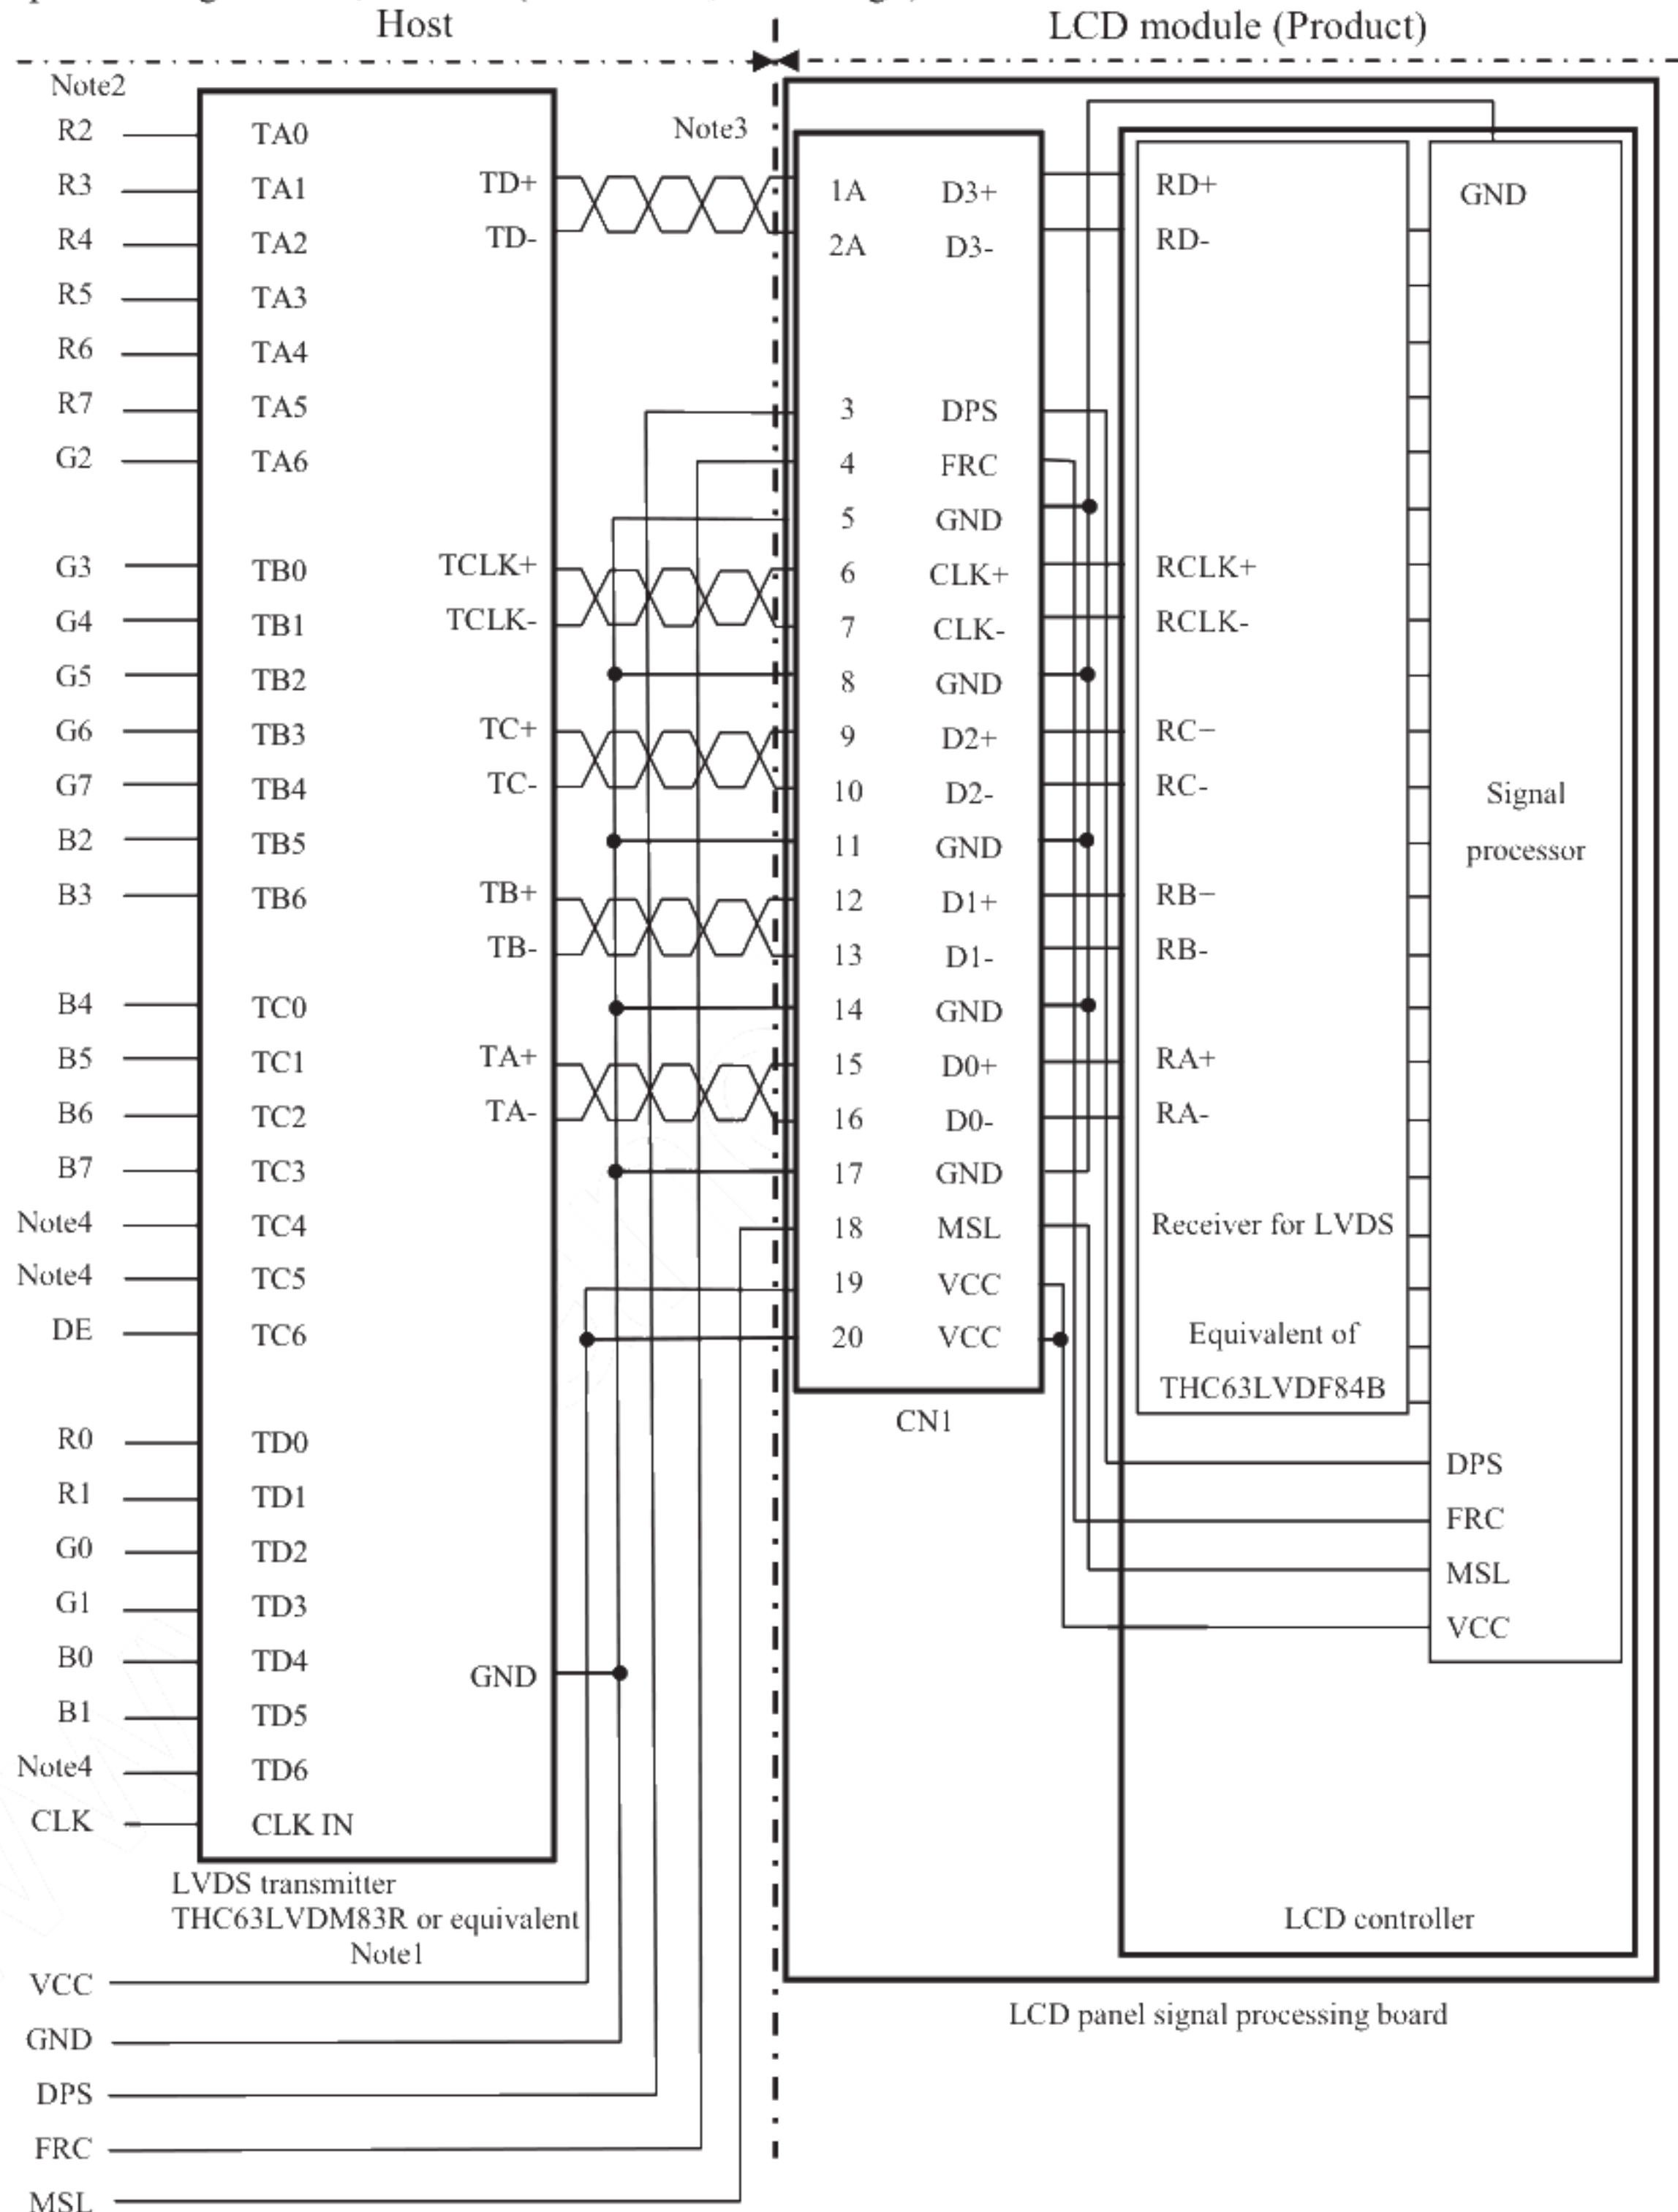 Host
LCD module (Product)
Note2
R2 TA0
R3 TA1
R4 TA2
R5 TA3
R6 TA4
R7 TA5
G2 TA6
G3 TB0
G4 TB1
G5 TB2
G6 TB3
G7 TB4
B2 TB5
B3 TB6
B4 TC0
B5 TC1
B6 TC2
B7 TC3
Note4 TC4
Note4 TC5
DE TC6
R0 TD0
R1 TD1
G0 TD2
G1 TD3
B0 TD4
B1 TD5
Note4 TD6
CLK CLK IN
TD+
TD-
TCLK+
TCLK-
TC+
TC-
TB+
TB-
TA+
TA-
GND
LVDS transmitter
THC63LVDM83R or equivalent
Note1
VCC
GND
DPS
FRC
MSL
Note3
1A D3+
2A D3-
3 DPS
4 FRC
5 GND
6 CLK+
7 CLK-
8 GND
9 D2+
10 D2-
11 GND
12 D1+
13 D1-
14 GND
15 D0+
16 D0-
17 GND
18 MSL
19 VCC
20 VCC
CN1
RD+
RD-
RCLK+
RCLK-
RC−
RC-
RB−
RB-
RA+
RA-
Receiver for LVDS
Equivalent of
THC63LVDF84B
GND
Signal
processor
DPS
FRC
MSL
VCC
LCD controller
LCD panel signal processing board